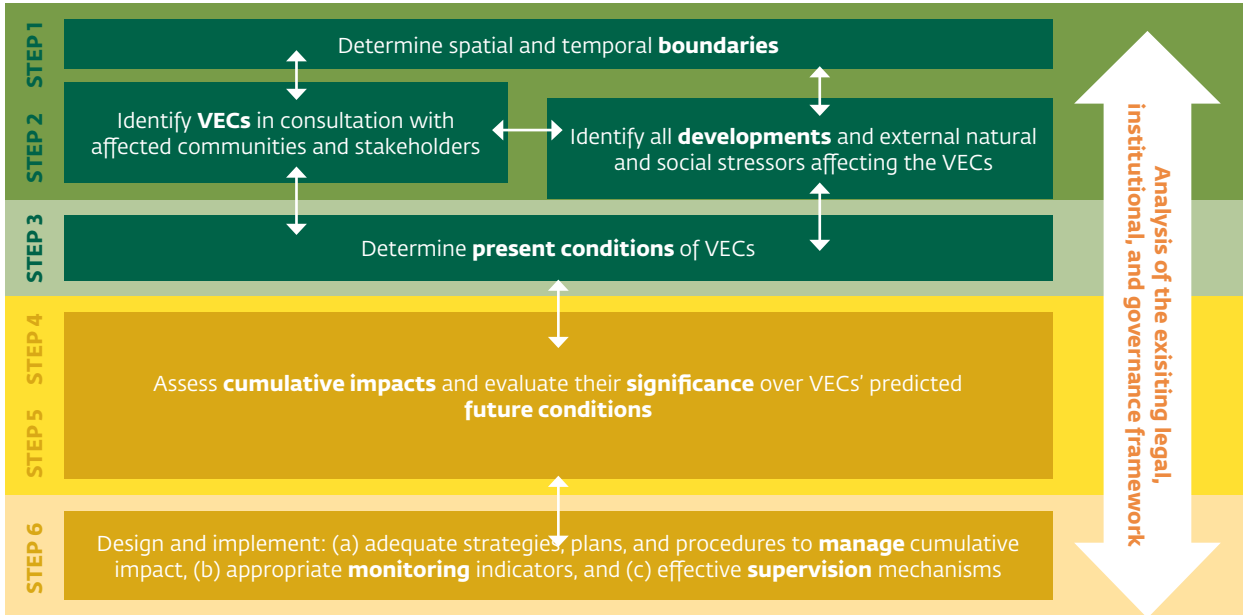 STEP 1
Determine spatial and temporal boundaries
STEP 2
Identify VECs in consultation with
affected communities and stakeholders
Identify all developments and external natural
and social stressors affecting the VECs
STEP 3
Determine present conditions of VECs
STEP 4
STEP 5
Assess cumulative impacts and evaluate their significance over VECs’ predicted
future conditions
STEP 6
Design and implement: (a) adequate strategies, plans, and procedures to manage cumulative
impact, (b) appropriate monitoring indicators, and (c) effective supervision mechanisms
Analysis of the exisiting legal,
institutional, and governance framework